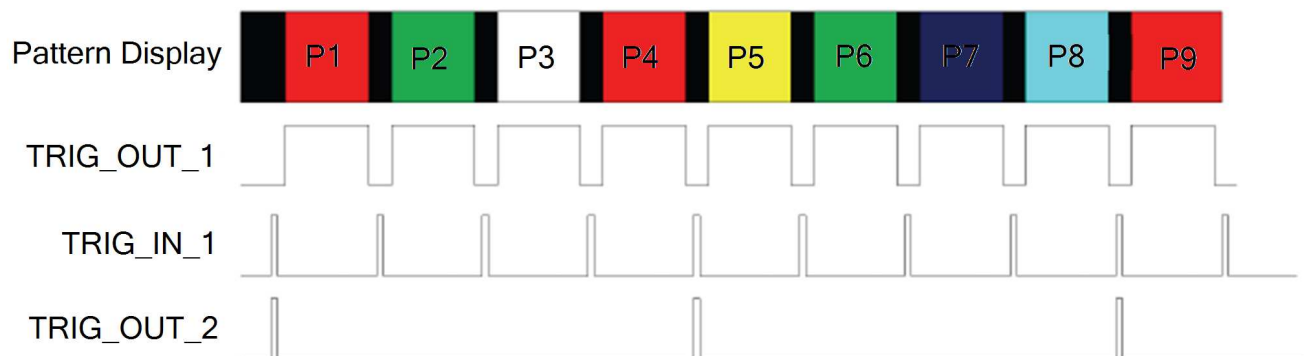 Pattern Display P1 P2 P3 P4 P5 P6 P7 P8 P9
TRIG_OUT_1
TRIG_IN_1
TRIG_OUT_2